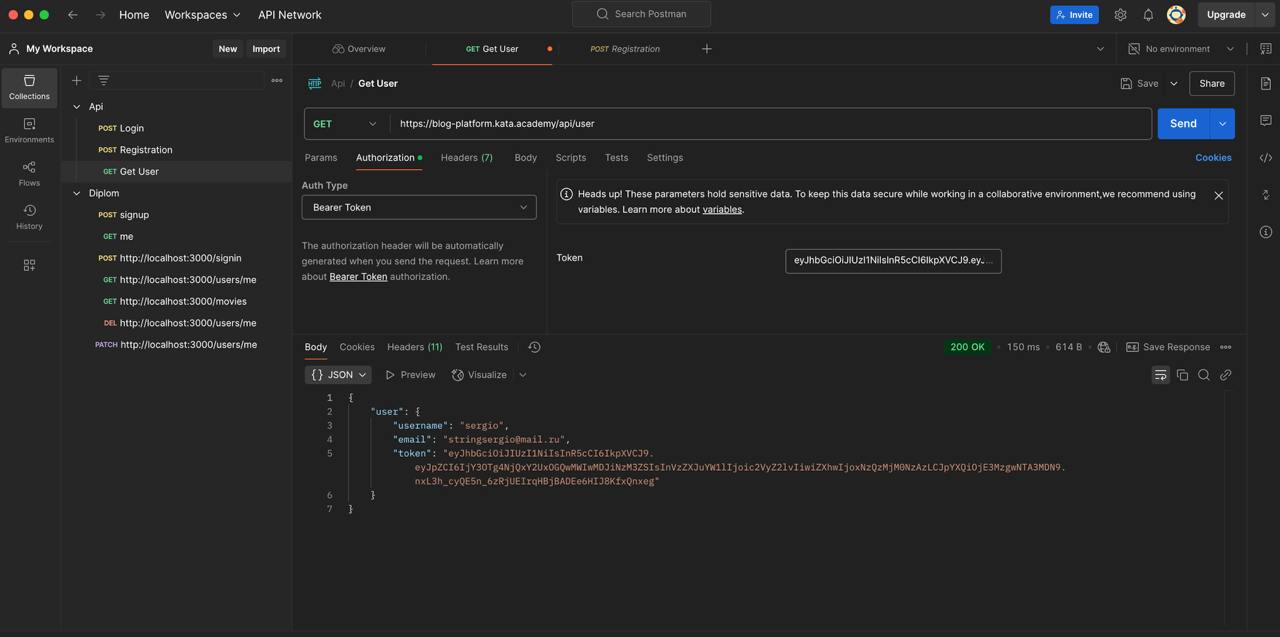 Home
Workspaces
API Network
Search Postman
Invite
Upgrade
My Workspace
New
Import
Overview
GET Get User
POST Registration
No environment
Collections
Environments
Flows
History
Api
POST Login
POST Registration
GET Get User
Diplom
POST signup
GET me
POST http://localhost:3000/signin
GET http://localhost:3000/users/me
GET http://localhost:3000/movies
DEL http://localhost:3000/users/me
PATCH http://localhost:3000/users/me
HTTP Api / Get User
Save
Share
GET
https://blog-platform.kata.academy/api/user
Send
Params
Authorization
Headers (7)
Body
Scripts
Tests
Settings
Cookies
Auth Type
Bearer Token
The authorization header will be automatically
generated when you send the request. Learn more
about Bearer Token authorization.
Heads up! These parameters hold sensitive data. To keep this data secure while working in a collaborative environment,we recommend using
variables. Learn more about variables.
Token
eyJhbGciOiJIUzI1NiIsInR5cCI6IkpXVCJ9.ey...
Body
Cookies
Headers (11)
Test Results
200 OK
150 ms
614 B
Save Response
{} JSON
Preview
Visualize
1 {
2 "user": {
3 "username": "sergio",
4 "email": "stringsergio@mail.ru",
5 "token": "eyJhbGciOiJIUzI1NiIsInR5cCI6IkpXVCJ9.
6 }
7 }